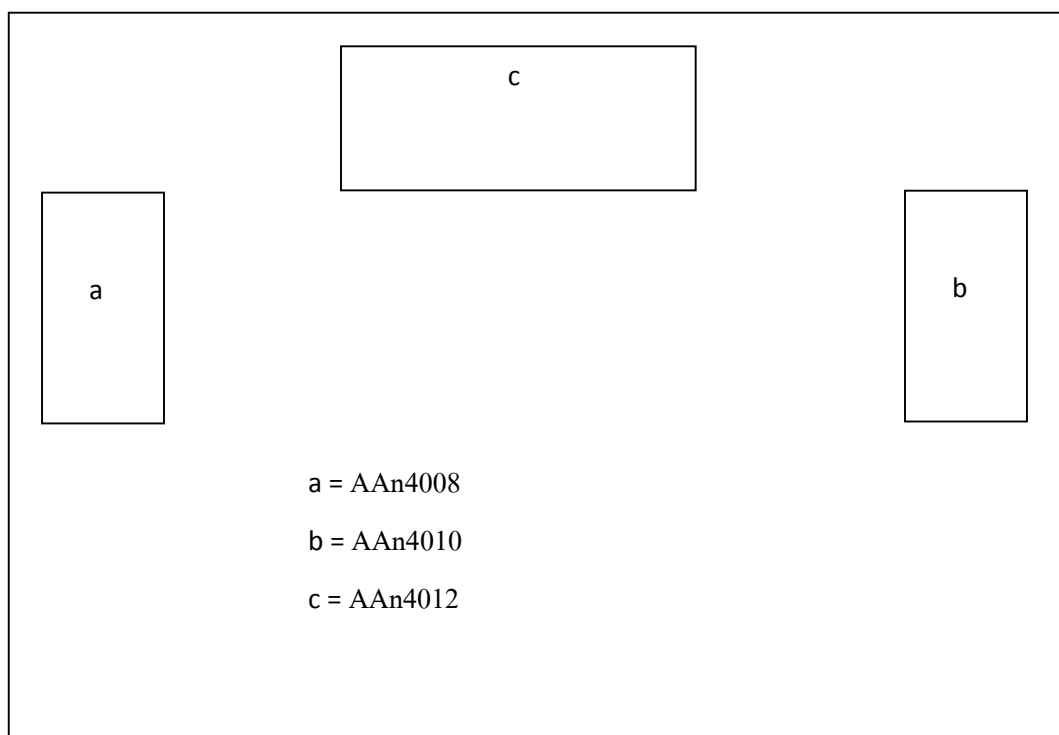 c
a
b
a = AAn4008
b = AAn4010
c = AAn4012